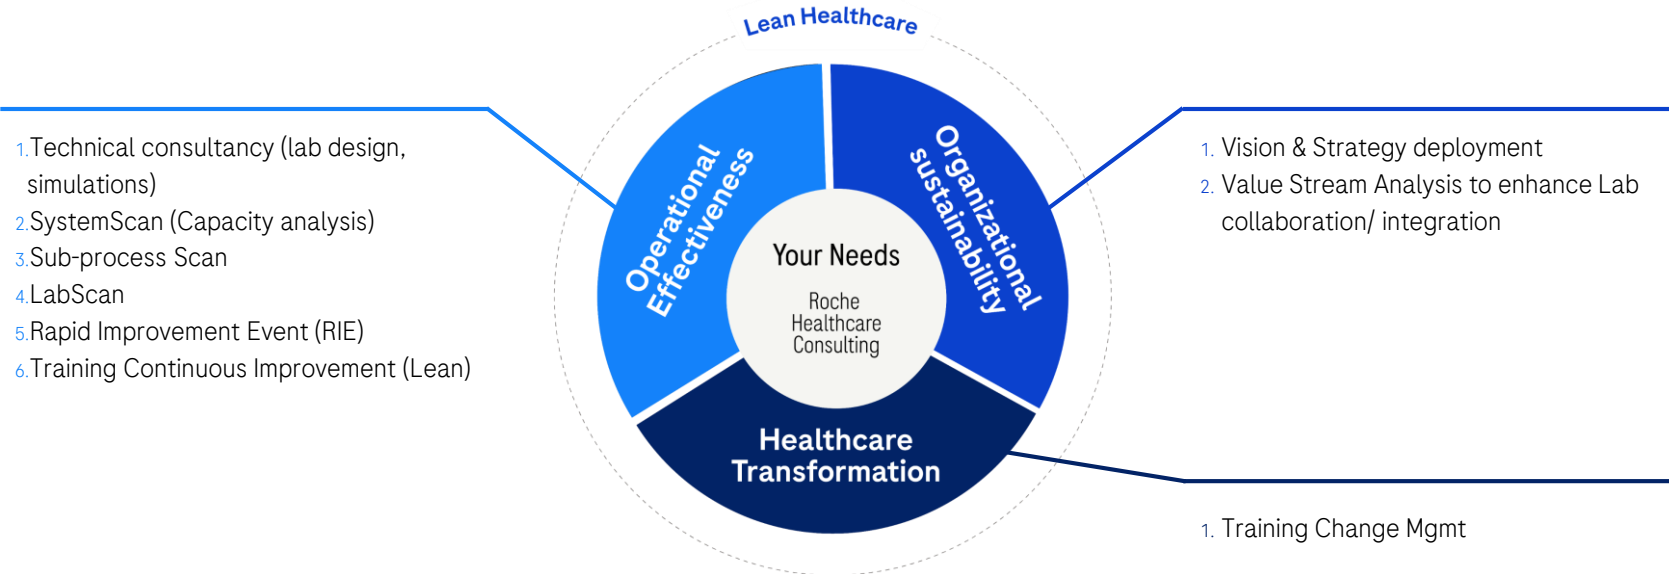 Lean Healthcare
1.Technical consultancy (lab design,
simulations)
2.SystemScan (Capacity analysis)
3.Sub-process Scan
4.LabScan
5.Rapid Improvement Event (RIE)
6.Training Continuous Improvement (Lean)
Operational
Effectiveness
Your Needs
Roche
Healthcare
Consulting
Organizational
sustainability
Healthcare
Transformation
1. Vision & Strategy deployment
2. Value Stream Analysis to enhance Lab
collaboration/ integration
1. Training Change Mgmt